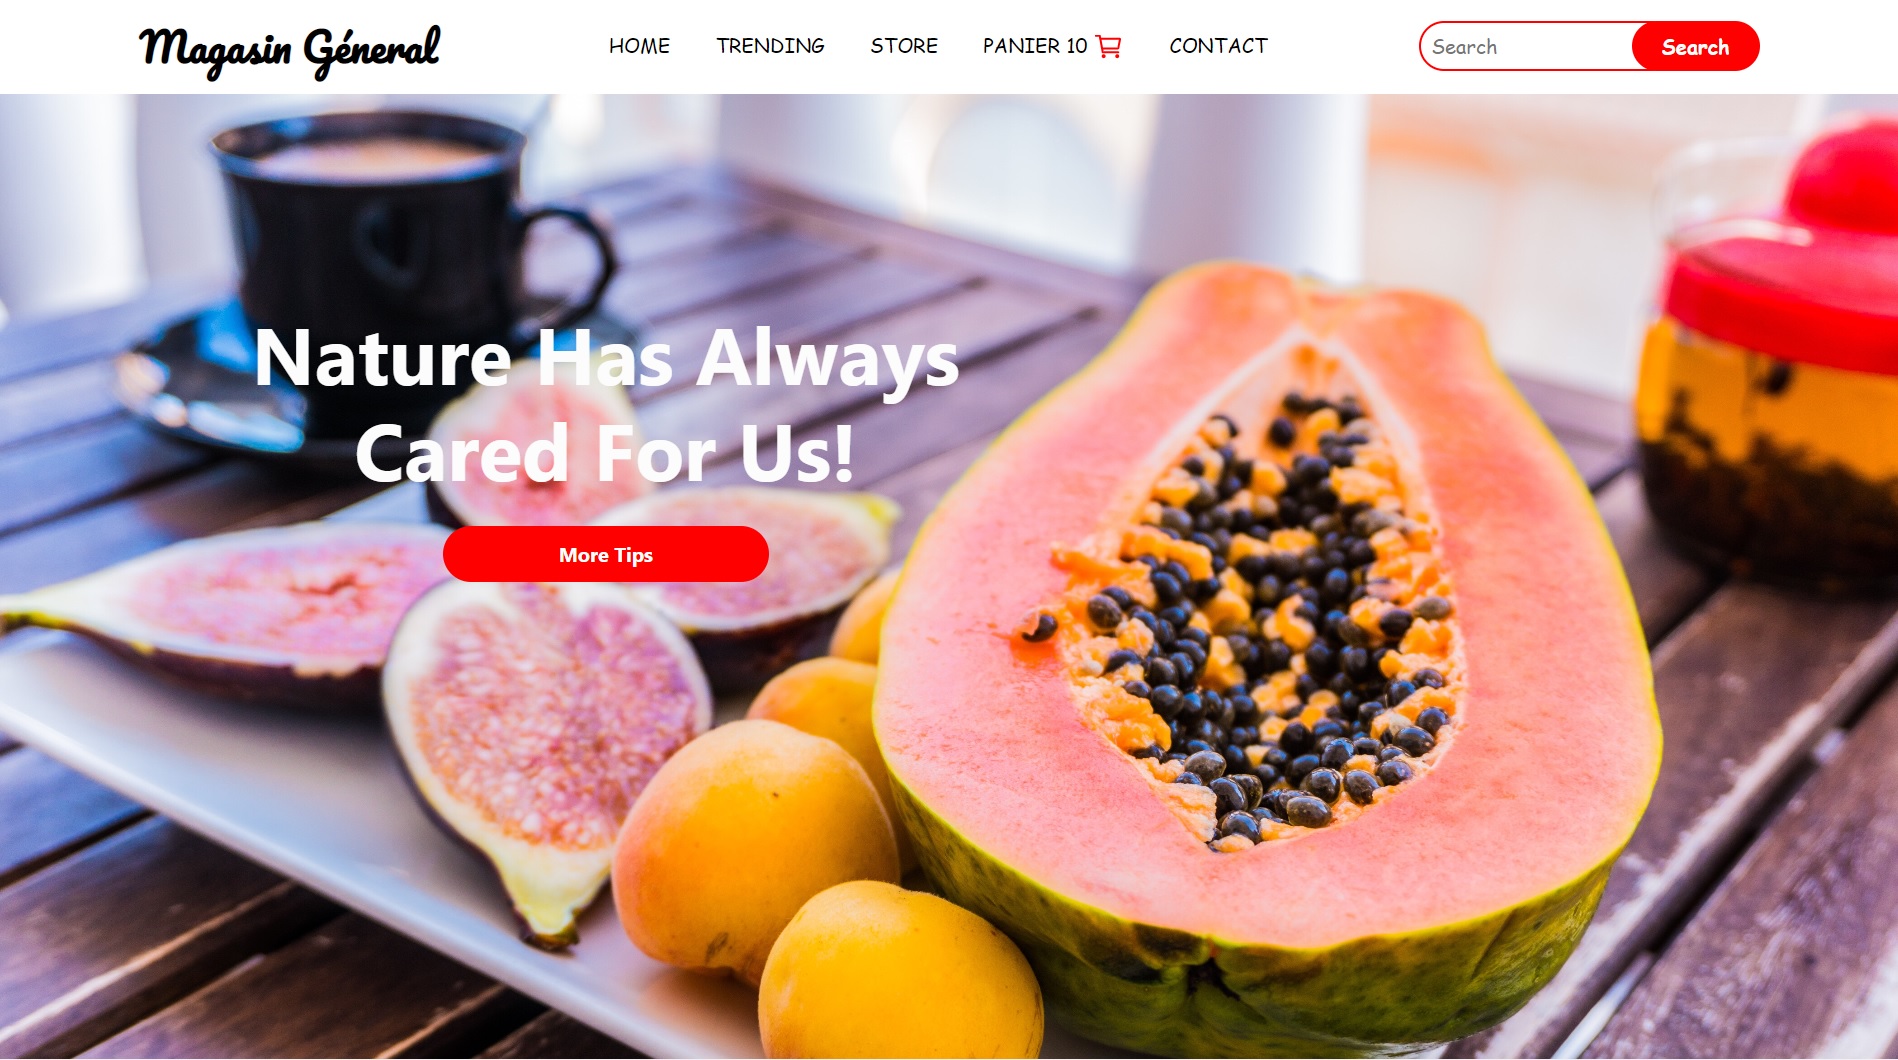 Magasin Géneral
HOME
TRENDING
STORE
PANIER 10
CONTACT
Search
Search
Nature Has Always
Cared For Us!
More Tips